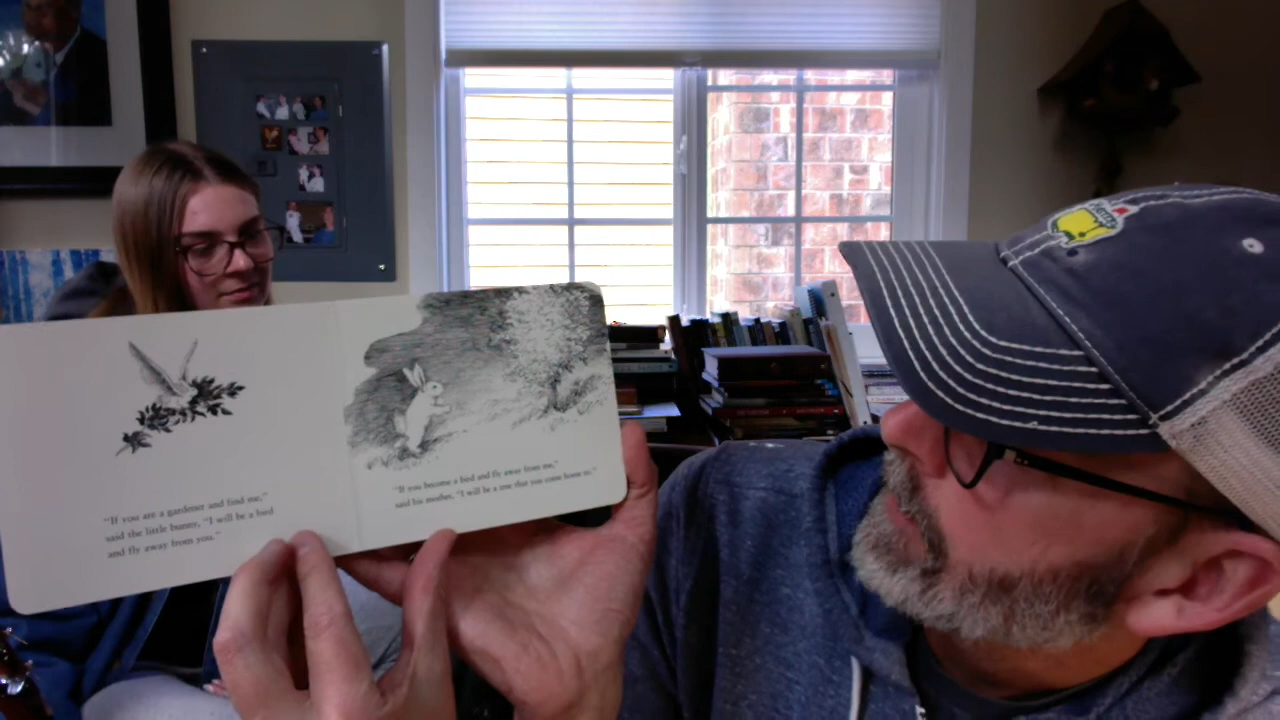 "If you are a gardener and find me,"
said the little bunny, "I will be a bird
and fly away from you."
"If you become a bird and fly away from me,"
said his mother, "I will be a tree that you come home to."